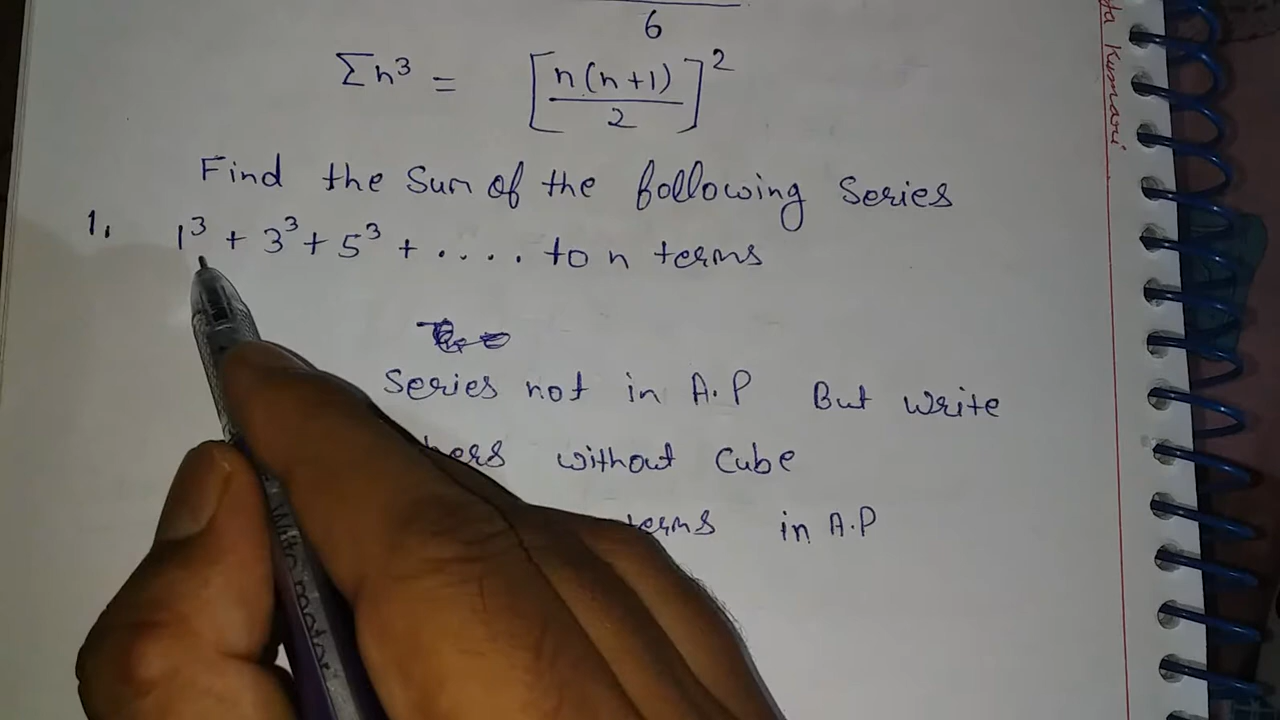 6
Σn³ = [n(n+1)/2]²
Find the Sum of the following Series
1. 1³ + 3³ + 5³ + ..... to n terms
Series not in A.P But write
without cube
terms in A.P
Kumari